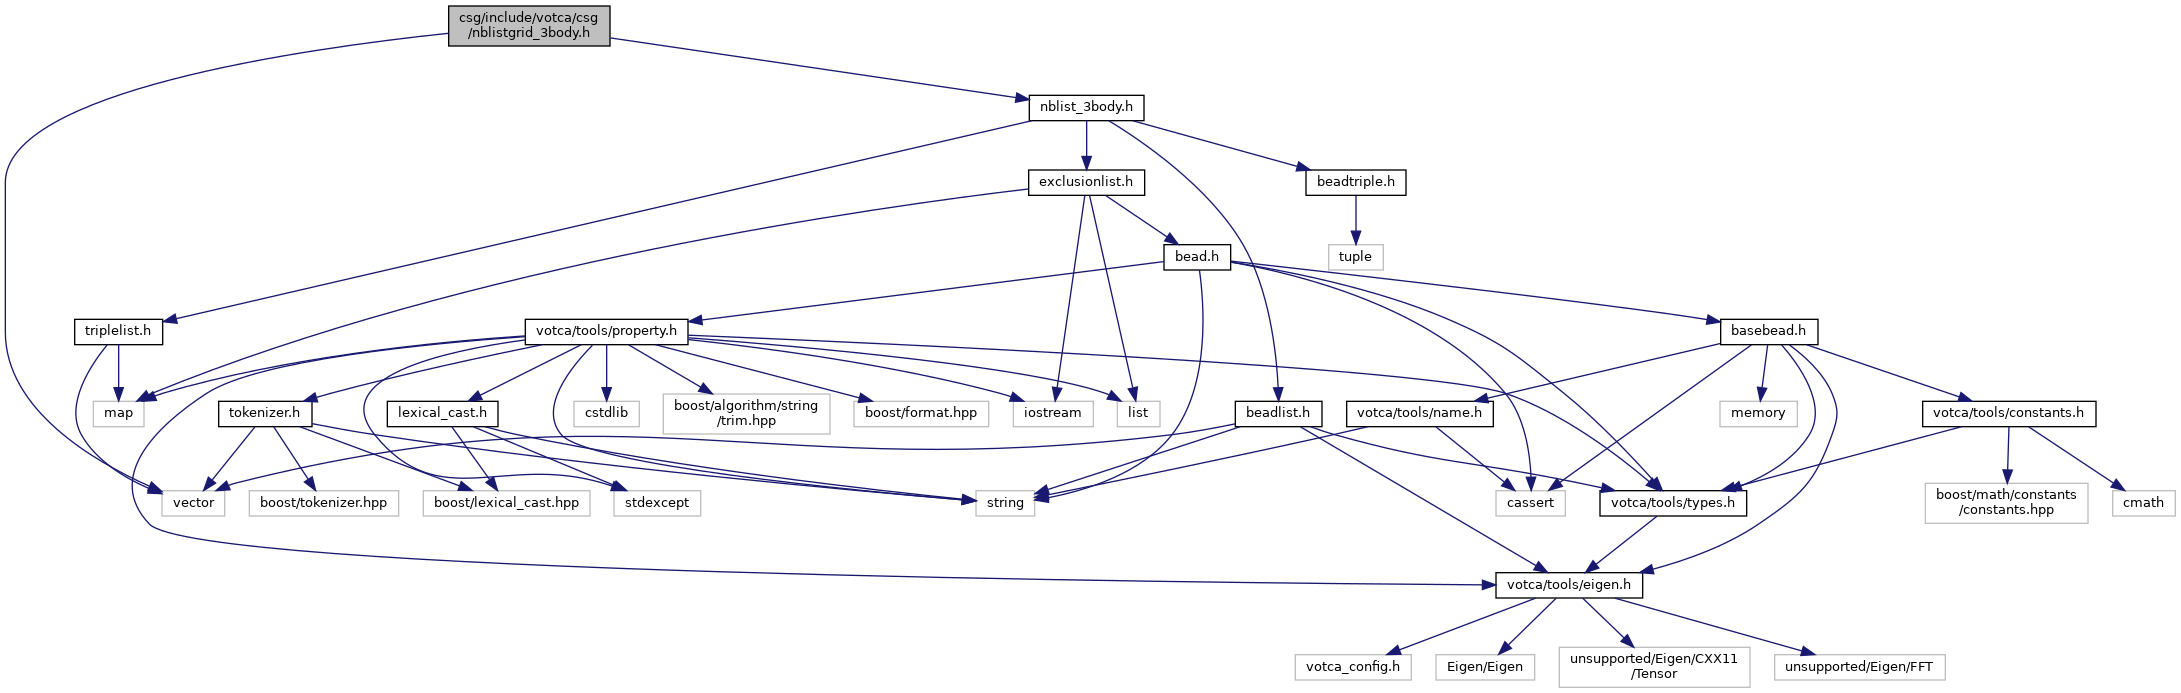 csg/include/votca/csg
/nblistgrid_3body.h
nblist_3body.h
exclusionlist.h
beadtriple.h
bead.h
tuple
triplelist.h
votca/tools/property.h
basebead.h
map
tokenizer.h
lexical_cast.h
cstdlib
boost/algorithm/string
/trim.hpp
boost/format.hpp
iostream
list
beadlist.h
votca/tools/name.h
memory
votca/tools/constants.h
vector
boost/tokenizer.hpp
boost/lexical_cast.hpp
stdexcept
string
cassert
votca/tools/types.h
boost/math/constants
/constants.hpp
cmath
votca/tools/eigen.h
votca_config.h
Eigen/Eigen
unsupported/Eigen/CXX11
/Tensor
unsupported/Eigen/FFT